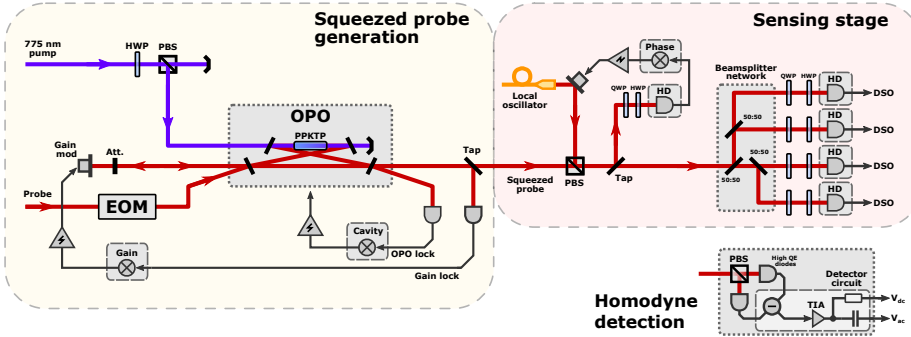 Squeezed probe
generation
775 nm
pump
HWP
PBS
OPO
PPKTP
Gain
mod
Att.
Tap
Probe
EOM
Cavity
OPO lock
Gain
Gain lock
Sensing stage
Phase
Local
oscillator
QWP
HWP
HD
Squeezed
probe
PBS
Tap
Beamsplitter
network
50:50
50:50
50:50
QWP
HWP
HD
DSO
HD
DSO
HD
DSO
HD
DSO
Homodyne
detection
PBS
High QE
diodes
Detector
circuit
TIA
V_dc
V_ac